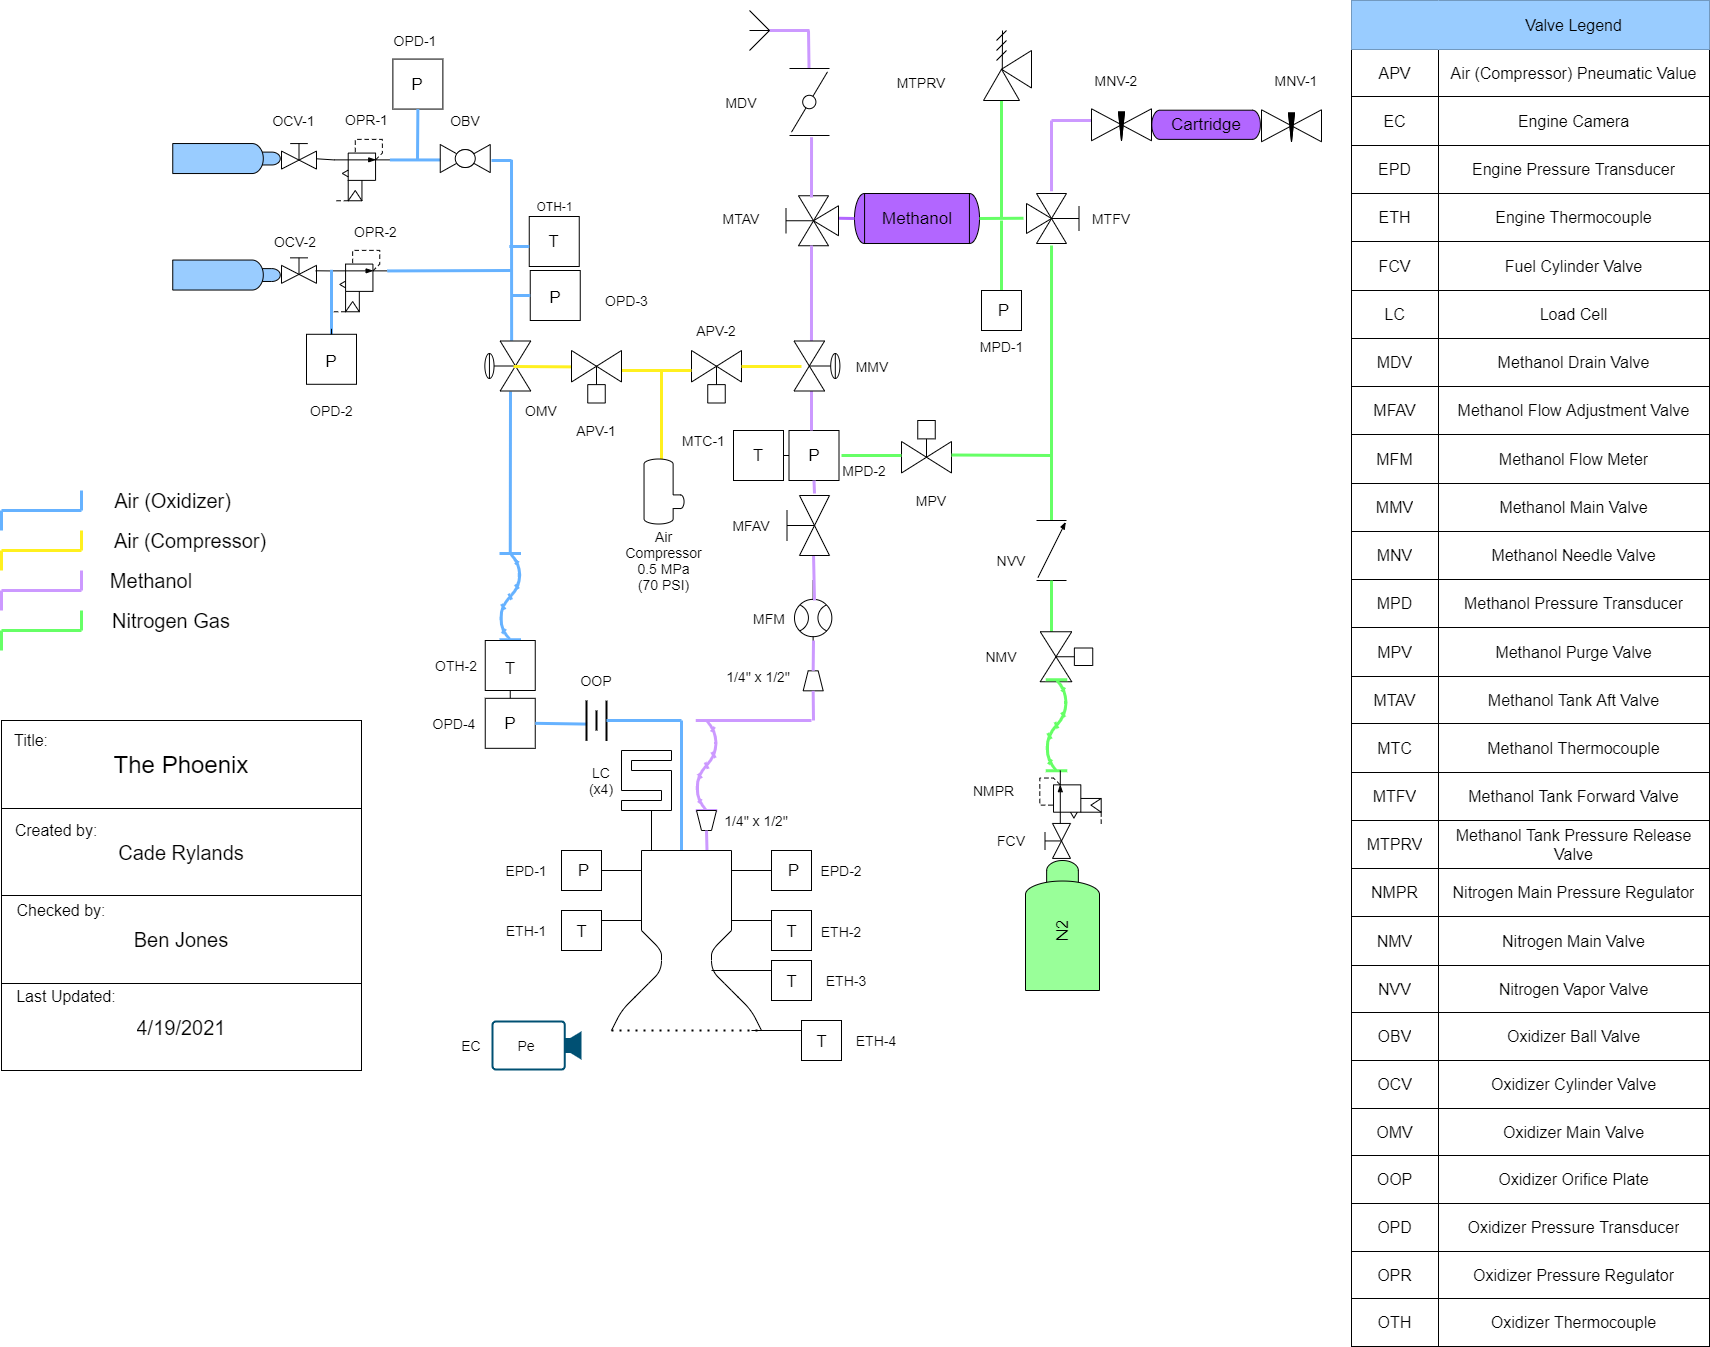 OPD-1
P
OCV-1
OPR-1
OBV
OCV-2
OPR-2
OTH-1
T
P
OPD-3
P
OPD-2
OMV
APV-1
APV-2
MMV
Air
Compressor
0.5 MPa
(70 PSI)
MDV
MTAV
Methanol
MTPRV
P
MPD-1
MNV-2
Cartridge
MNV-1
MTFV
MTC-1
T
P
MPD-2
MPV
MFAV
MFM
1/4" x 1/2"
NVV
NMV
NMPR
FCV
N2
Air (Oxidizer)
Air (Compressor)
Methanol
Nitrogen Gas
OTH-2
T
OPD-4
P
OOP
LC
(x4)
1/4" x 1/2"
EPD-1
P
P
EPD-2
ETH-1
T
T
ETH-2
T
ETH-3
T
ETH-4
EC
Pe
Title:
The Phoenix
Created by:
Cade Rylands
Checked by:
Ben Jones
Last Updated:
4/19/2021
Valve Legend
APV Air (Compressor) Pneumatic Value
EC Engine Camera
EPD Engine Pressure Transducer
ETH Engine Thermocouple
FCV Fuel Cylinder Valve
LC Load Cell
MDV Methanol Drain Valve
MFAV Methanol Flow Adjustment Valve
MFM Methanol Flow Meter
MMV Methanol Main Valve
MNV Methanol Needle Valve
MPD Methanol Pressure Transducer
MPV Methanol Purge Valve
MTAV Methanol Tank Aft Valve
MTC Methanol Thermocouple
MTFV Methanol Tank Forward Valve
MTPRV Methanol Tank Pressure Release
Valve
NMPR Nitrogen Main Pressure Regulator
NMV Nitrogen Main Valve
NVV Nitrogen Vapor Valve
OBV Oxidizer Ball Valve
OCV Oxidizer Cylinder Valve
OMV Oxidizer Main Valve
OOP Oxidizer Orifice Plate
OPD Oxidizer Pressure Transducer
OPR Oxidizer Pressure Regulator
OTH Oxidizer Thermocouple